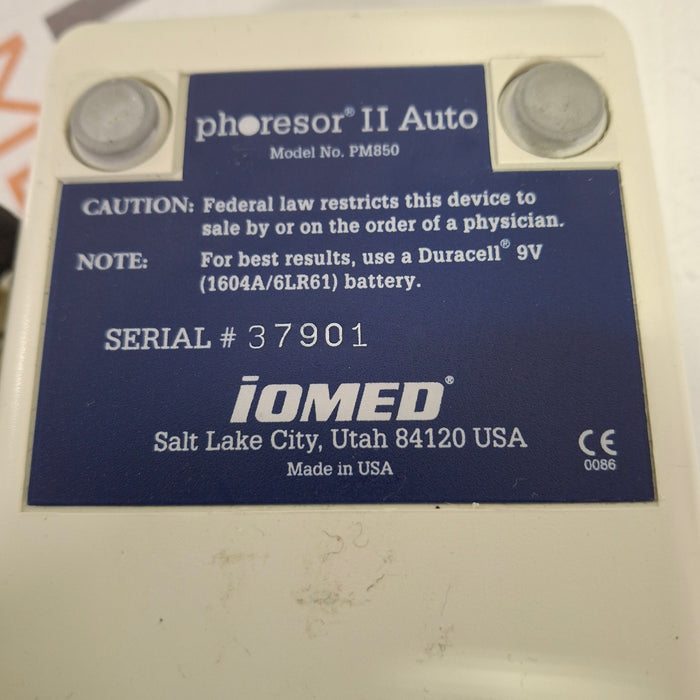 phoresor® II Auto
Model No. PM850
CAUTION: Federal law restricts this device to
sale by or on the order of a physician.
NOTE: For best results, use a Duracell® 9V
(1604A/6LR61) battery.
SERIAL # 37901
IOMED®
Salt Lake City, Utah 84120 USA
Made in USA
CE
0086